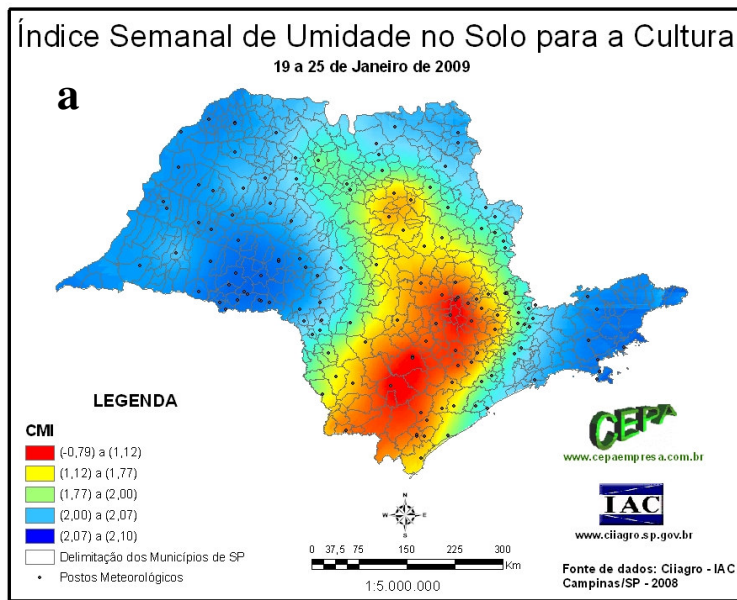 Índice Semanal de Umidade no Solo para a Cultura
19 a 25 de Janeiro de 2009
a
LEGENDA
CMI
(-0,79) a (1,12)
(1,12) a (1,77)
(1,77) a (2,00)
(2,00) a (2,07)
(2,07) a (2,10)
Delimitação dos Municípios de SP
Postos Meteorológicos
N
W E
S
0 37,5 75 150 225 300
Km
1:5.000.000
CEPA
www.cepaempresa.com.br
IAC
www.ciiagro.sp.gov.br
Fonte de dados: Ciiagro - IAC
Campinas/SP - 2008